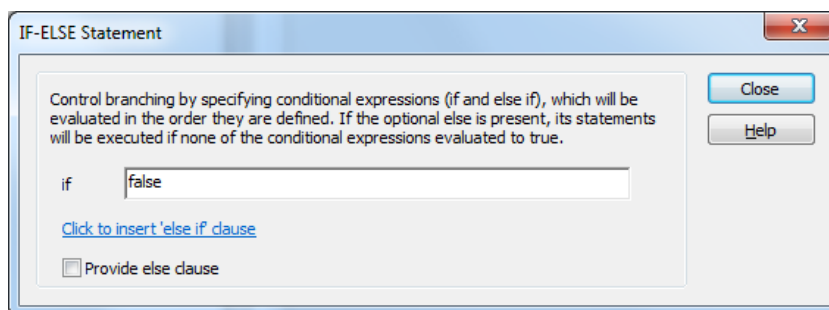 IF-ELSE Statement
Control branching by specifying conditional expressions (if and else if), which will be
evaluated in the order they are defined. If the optional else is present, its statements
will be executed if none of the conditional expressions evaluated to true.
if false
Click to insert 'else if' clause
Provide else clause
Close
Help